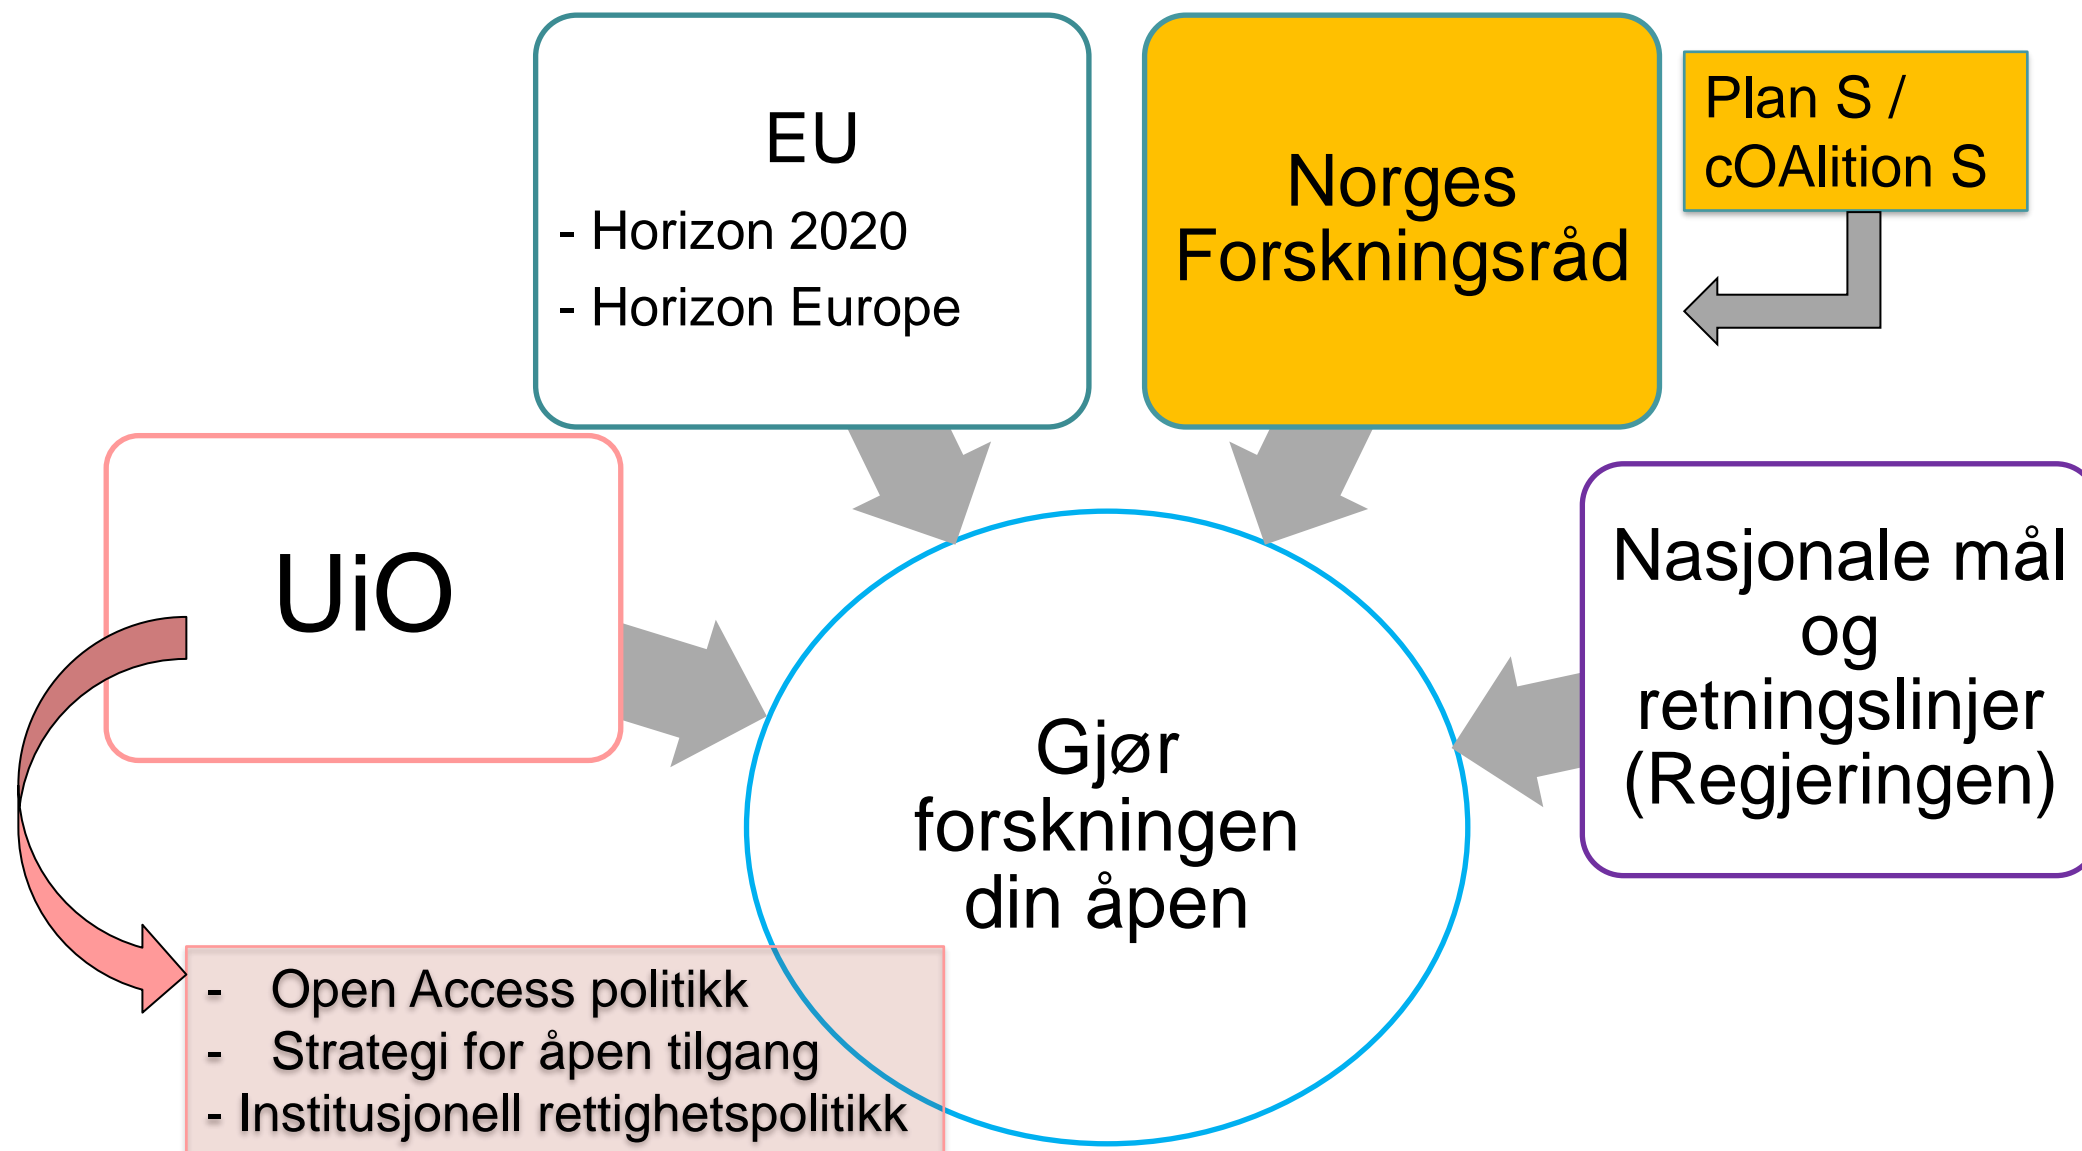 EU
- Horizon 2020
- Horizon Europe
Norges
Forskningsråd
Plan S /
cOAlition S
UiO
Nasjonale mål
og
retningslinjer
(Regjeringen)
Gjør
forskningen
din åpen
- Open Access politikk
- Strategi for åpen tilgang
- Institusjonell rettighetspolitikk